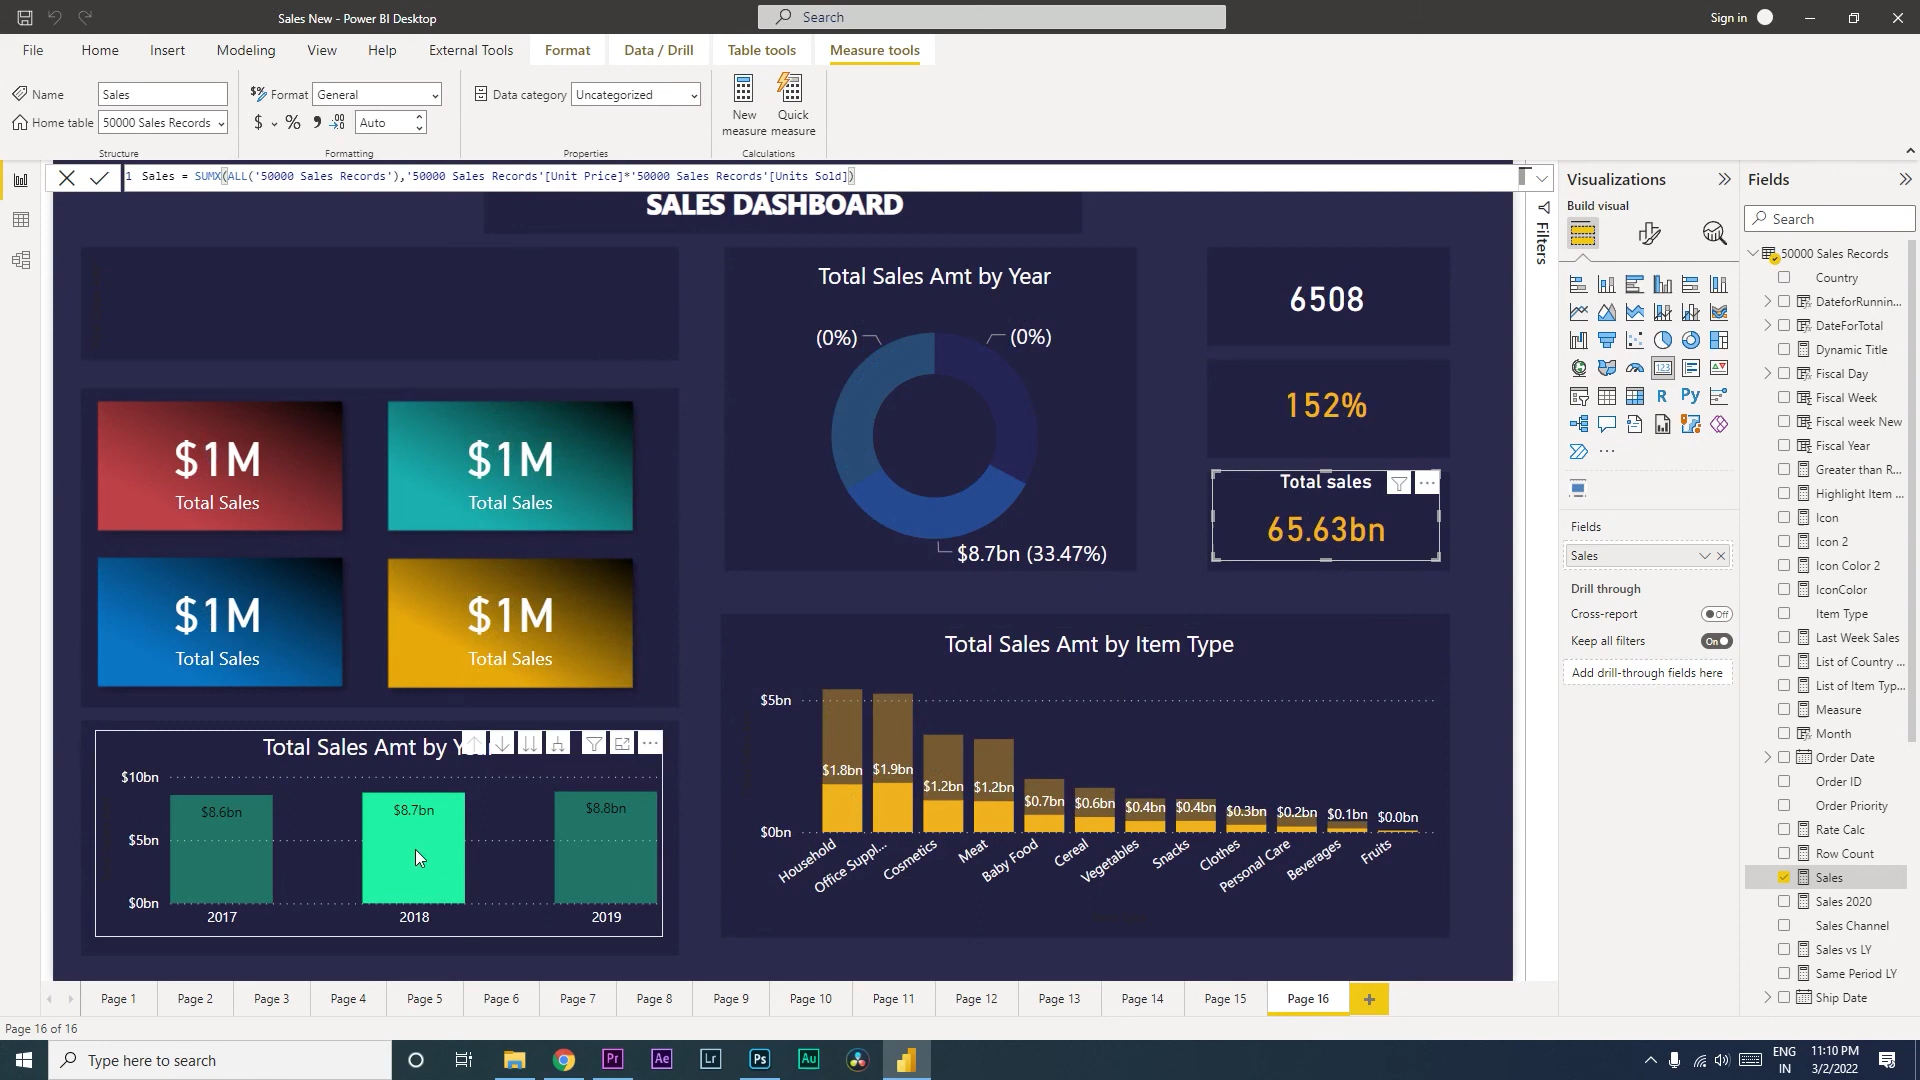 Sales New - Power BI Desktop
Search
Sign in
File
Home
Insert
Modeling
View
Help
External Tools
Format
Data / Drill
Table tools
Measure tools
Name
Sales
Home table
50000 Sales Records
Structure
Format
General
$
%
Auto
Formatting
Data category
Uncategorized
Properties
New
measure
Quick
measure
Calculations
1 Sales = SUMX(ALL('50000 Sales Records'),'50000 Sales Records'[Unit Price]*'50000 Sales Records'[Units Sold])
SALES DASHBOARD
Total Sales Amt by Year
(0%)
(0%)
$8.7bn (33.47%)
6508
152%
Total sales
65.63bn
$1M
Total Sales
$1M
Total Sales
$1M
Total Sales
$1M
Total Sales
Total Sales Amt by
$10bn
$5bn
$0bn
$8.6bn
$8.7bn
$8.8bn
2017
2018
2019
Total Sales Amt by Item Type
$5bn
$0bn
$1.8bn
$1.9bn
$1.2bn
$1.2bn
$0.7bn
$0.6bn
$0.4bn
$0.4bn
$0.3bn
$0.2bn
$0.1bn
$0.0bn
Household
Office Suppl...
Cosmetics
Meat
Baby Food
Cereal
Vegetables
Snacks
Clothes
Personal Care
Beverages
Fruits
Filters
Visualizations
Build visual
R
Py
Fields
Sales
Drill through
Cross-report
Off
Keep all filters
On
Add drill-through fields here
Fields
Search
50000 Sales Records
Country
DateforRunnin...
DateForTotal
Dynamic Title
Fiscal Day
Fiscal Week
Fiscal week New
Fiscal Year
Greater than R...
Highlight Item ...
Icon
Icon 2
Icon Color 2
IconColor
Item Type
Last Week Sales
List of Country ...
List of Item Typ...
Measure
Month
Order Date
Order ID
Order Priority
Rate Calc
Row Count
Sales
Sales 2020
Sales Channel
Sales vs LY
Same Period LY
Ship Date
Page 1
Page 2
Page 3
Page 4
Page 5
Page 6
Page 7
Page 8
Page 9
Page 10
Page 11
Page 12
Page 13
Page 14
Page 15
Page 16
Page 16 of 16
Type here to search
Pr
Ae
Lr
Ps
Au
ENG
IN
11:10 PM
3/2/2022